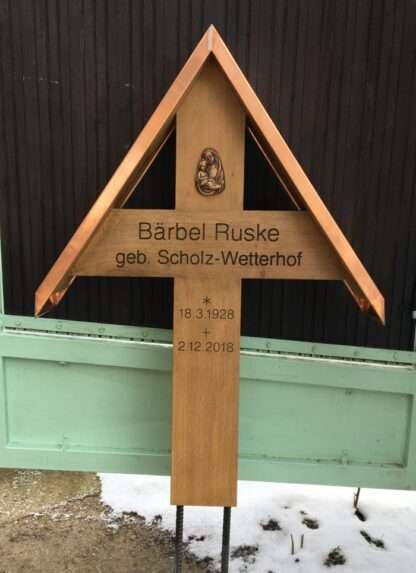 Bärbel Ruske
geb. Scholz-Wetterhof
*
18.3.1928
+
2.12.2018